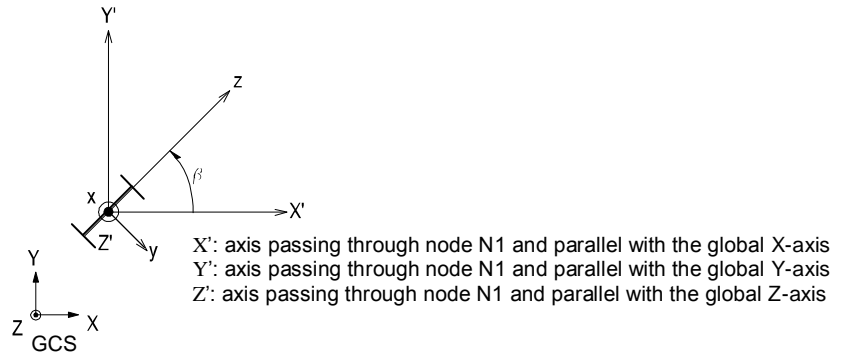 Y'
z
β
x
X'
Z'
y
X’: axis passing through node N1 and parallel with the global X-axis
Y’: axis passing through node N1 and parallel with the global Y-axis
Z’: axis passing through node N1 and parallel with the global Z-axis
Y
Z
X
GCS